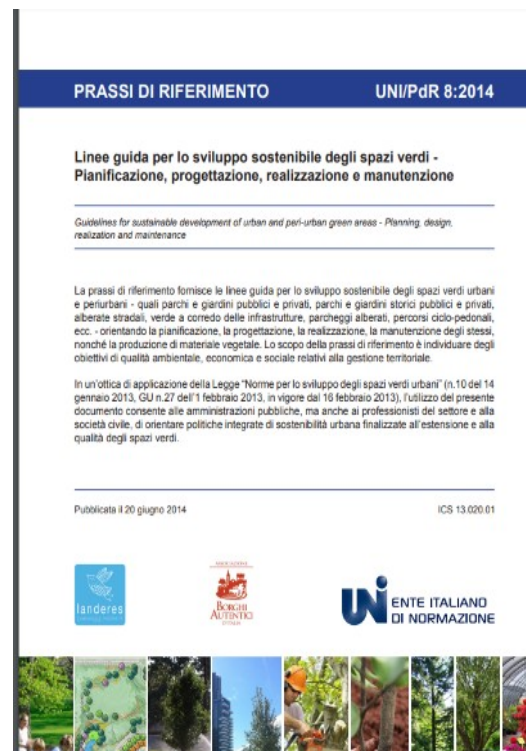 PRASSI DI RIFERIMENTO
UNI/PdR 8:2014
Linee guida per lo sviluppo sostenibile degli spazi verdi -
Pianificazione, progettazione, realizzazione e manutenzione
Guidelines for sustainable development of urban and peri-urban green areas - Planning, design,
realization and maintenance
La prassi di riferimento fornisce le linee guida per lo sviluppo sostenibile degli spazi verdi urbani
e periurbani - quali parchi e giardini pubblici e privati, parchi e giardini storici pubblici e privati,
alberate stradali, verde a corredo delle infrastrutture, parcheggi alberati, percorsi ciclo-pedonali,
ecc. - orientando la pianificazione, la progettazione, la realizzazione, la manutenzione degli stessi,
nonché la produzione di materiale vegetale. Lo scopo della prassi di riferimento è individuare degli
obiettivi di qualità ambientale, economica e sociale relativi alla gestione territoriale.
In un'ottica di applicazione della Legge "Norme per lo sviluppo degli spazi verdi urbani" (n.10 del 14
gennaio 2013, GU n.27 dell'1 febbraio 2013, in vigore dal 16 febbraio 2013), l'utilizzo del presente
documento consente alle amministrazioni pubbliche, ma anche ai professionisti del settore e alla
società civile, di orientare politiche integrate di sostenibilità urbana finalizzate all'estensione e alla
qualità degli spazi verdi.
Pubblicata il 20 giugno 2014
ICS 13.020.01
landeres
ASSOCIAZIONE
BORGHI
AUTENTICI
D'ITALIA
UNI
ENTE ITALIANO
DI NORMAZIONE